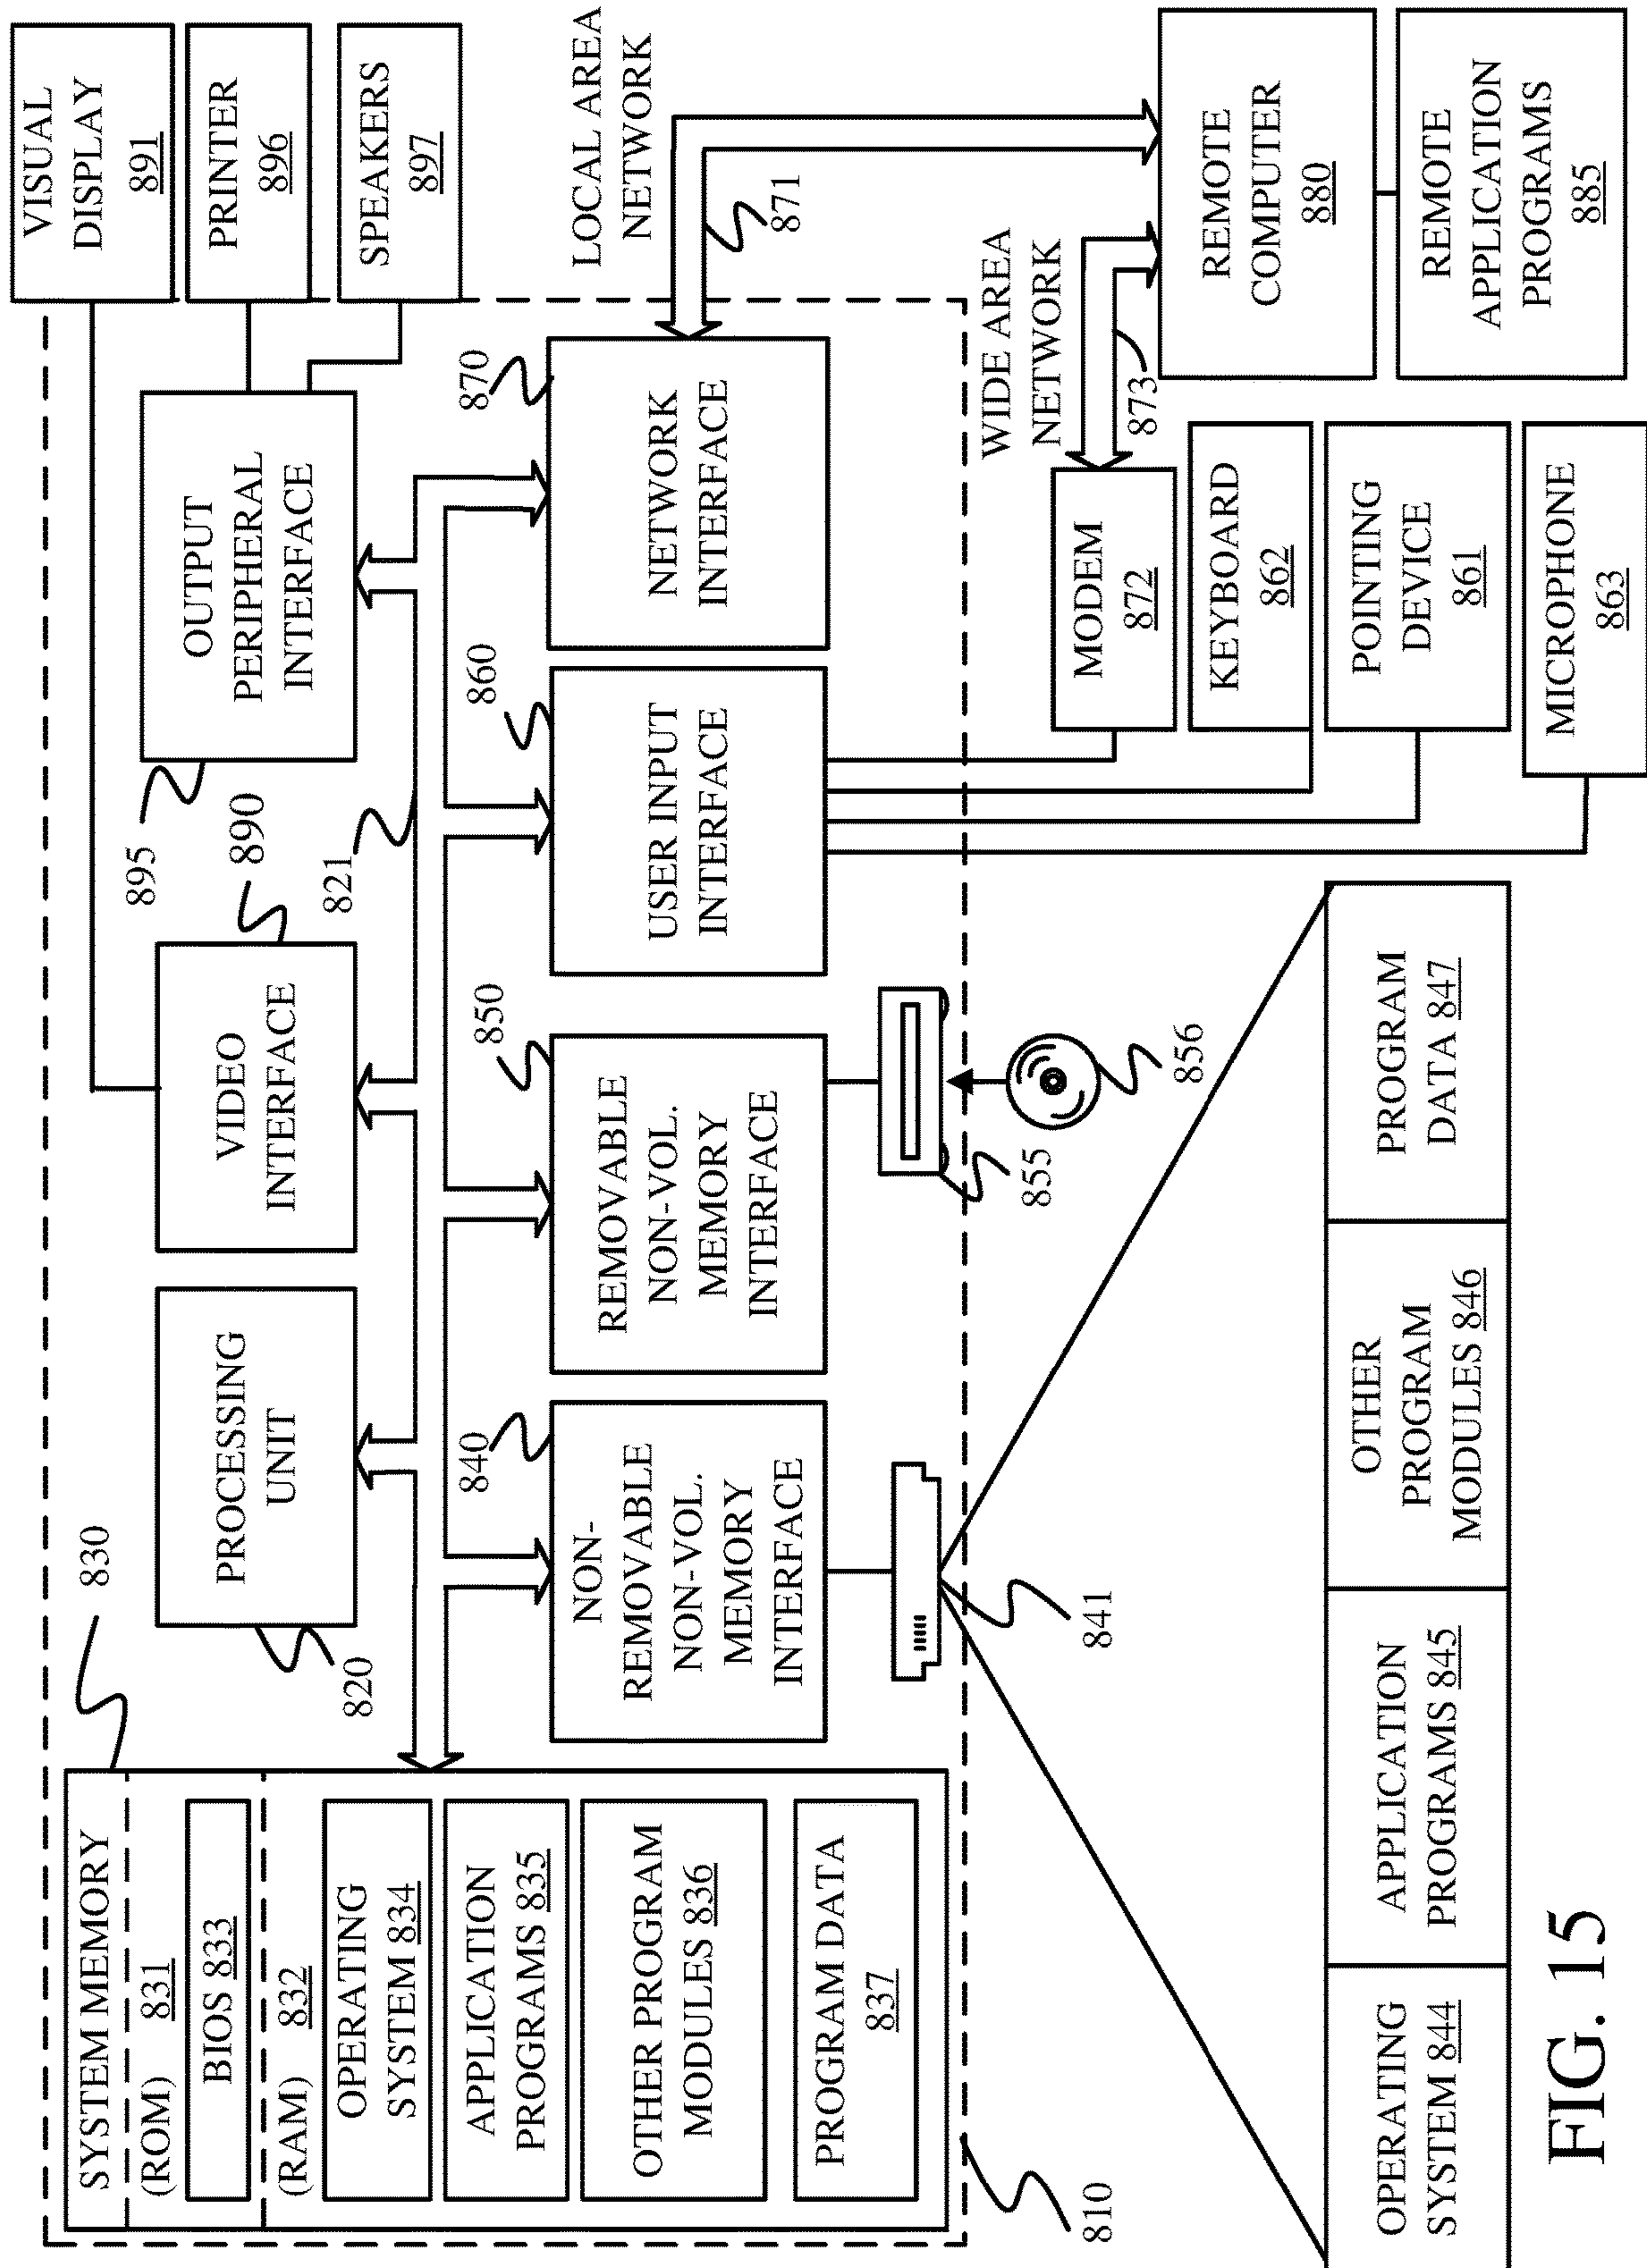 SYSTEM MEMORY
(ROM) 831
BIOS 833
(RAM) 832
OPERATING
SYSTEM 834
APPLICATION
PROGRAMS 835
OTHER PROGRAM
MODULES 836
PROGRAM DATA
837
830
820
PROCESSING
UNIT
VIDEO
INTERFACE
890
821
895
OUTPUT
PERIPHERAL
INTERFACE
VISUAL
DISPLAY
891
PRINTER
896
SPEAKERS
897
840
NON-
REMOVABLE
NON-VOL.
MEMORY
INTERFACE
850
REMOVABLE
NON-VOL.
MEMORY
INTERFACE
860
USER INPUT
INTERFACE
870
NETWORK
INTERFACE
LOCAL AREA
NETWORK
871
810
841
855
856
WIDE AREA
NETWORK
873
MODEM
872
KEYBOARD
862
POINTING
DEVICE
861
MICROPHONE
863
REMOTE
COMPUTER
880
REMOTE
APPLICATION
PROGRAMS
885
OPERATING
SYSTEM 844
APPLICATION
PROGRAMS 845
OTHER
PROGRAM
MODULES 846
PROGRAM
DATA 847
FIG. 15